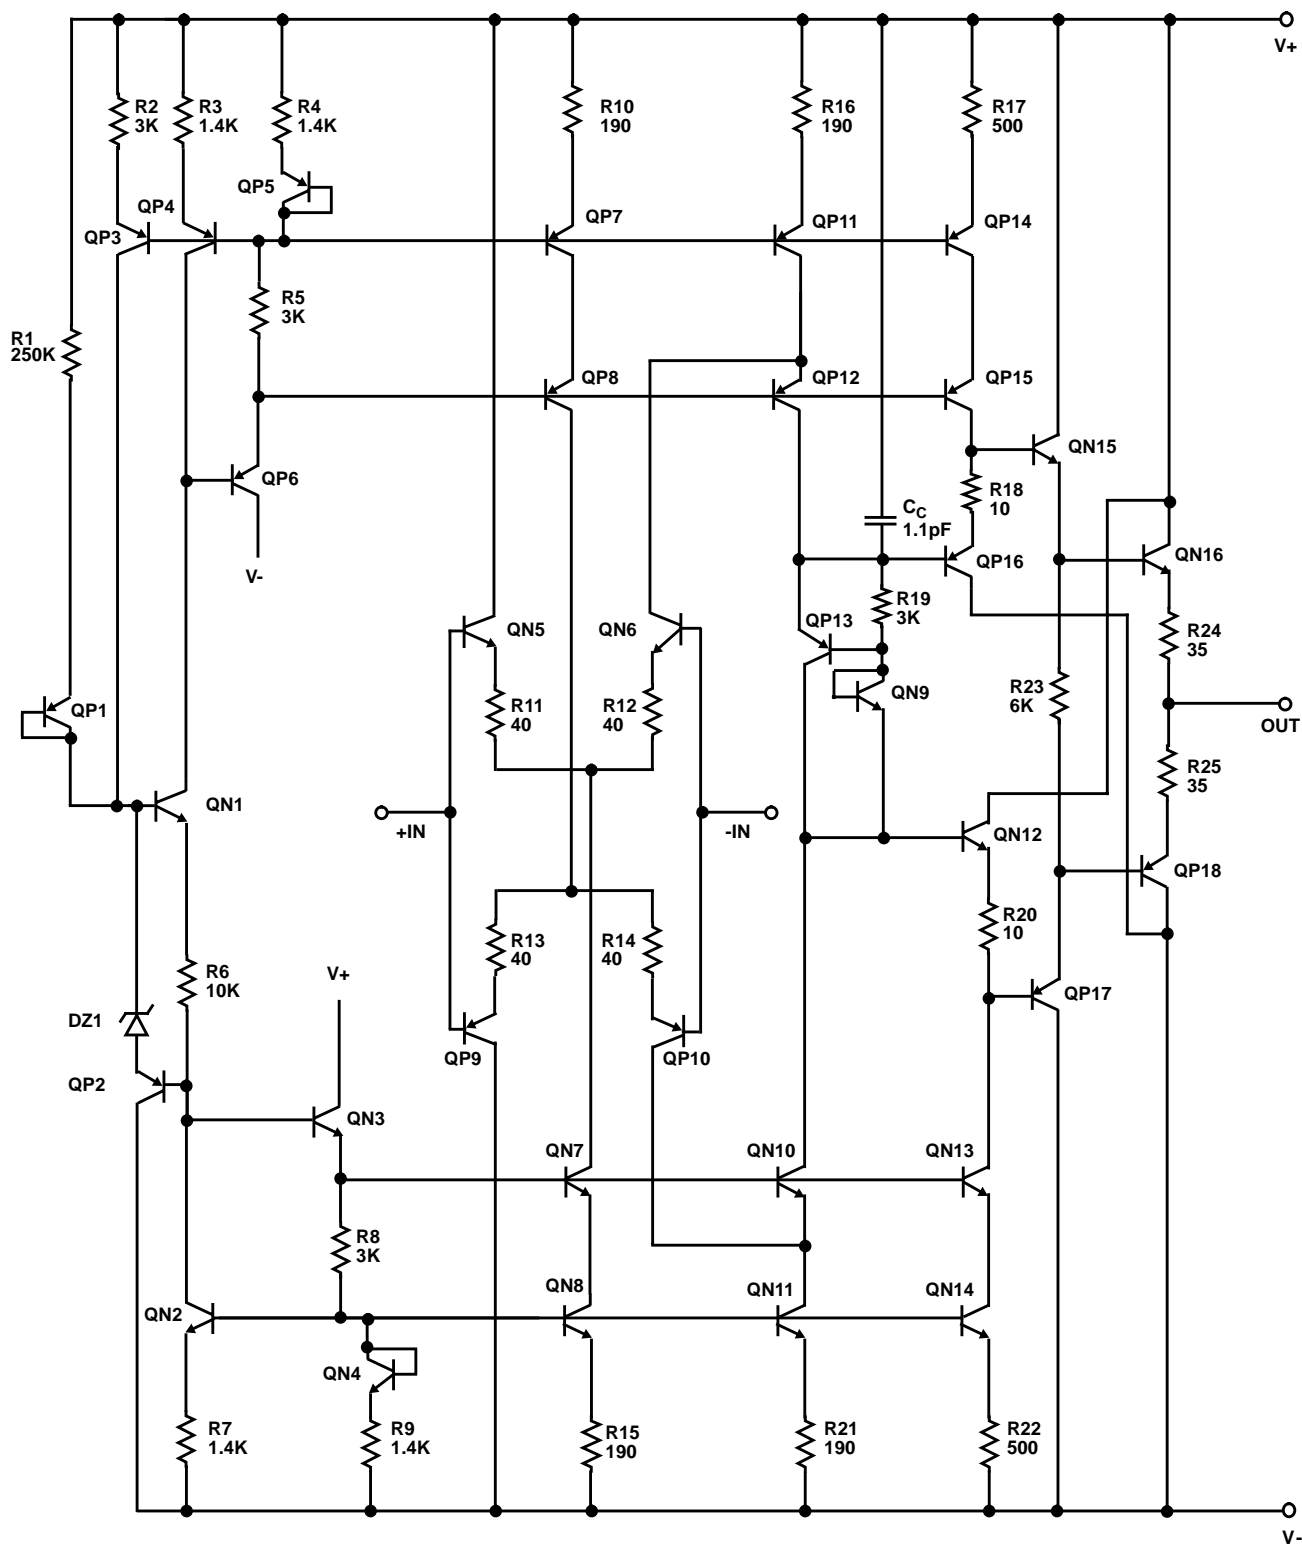 V+
R2
3K
R3
1.4K
R4
1.4K
R10
190
R16
190
R17
500
QP5
QP4
QP3
QP7
QP11
QP14
R5
3K
R1
250K
QP8
QP12
QP15
QN15
QP6
R18
10
CC
1.1pF
QP16
QN16
V-
R19
3K
QP13
QN5
QN6
R24
35
QN9
R23
6K
R11
40
R12
40
QP1
OUT
R25
35
QN1
+IN
-IN
QN12
QP18
R20
10
R13
40
R14
40
R6
10K
V+
QP17
DZ1
QP9
QP10
QP2
QN3
QN7
QN10
QN13
R8
3K
QN8
QN11
QN14
QN2
QN4
R7
1.4K
R9
1.4K
R15
190
R21
190
R22
500
V-